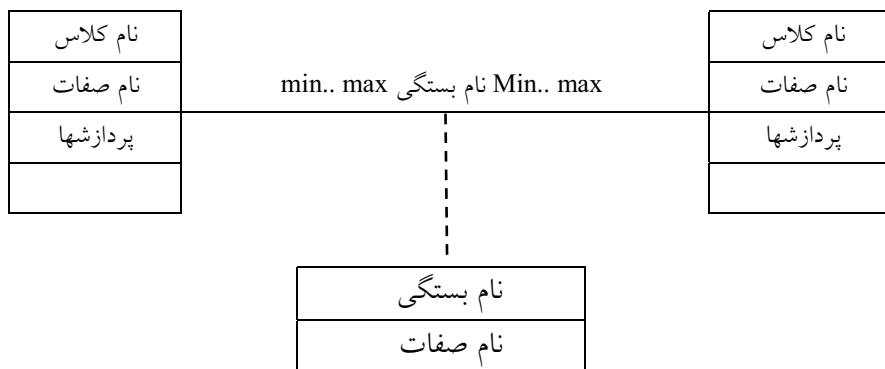 نام کلاس
نام صفات
پردازشها
min.. max نام بستگی Min.. max
نام کلاس
نام صفات
پردازشها
نام بستگی
نام صفات